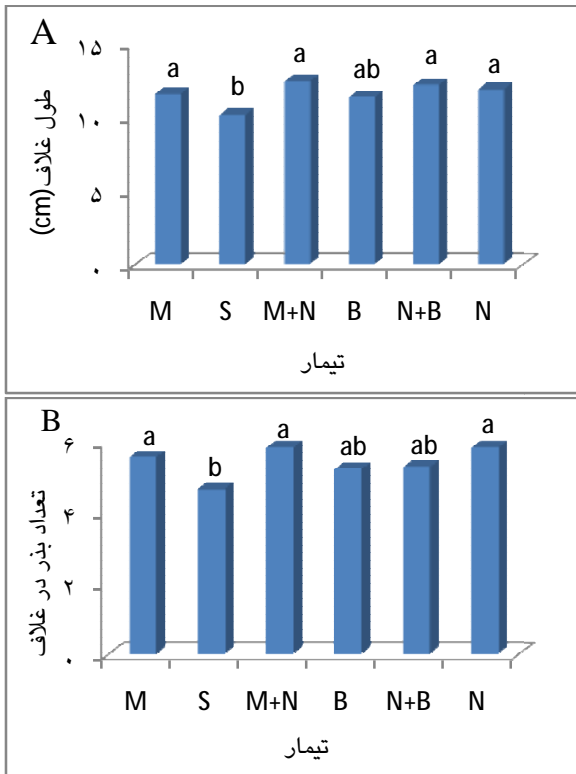 A
طول غلاف (cm)
۱۵
۱۰
۵
۰
a b a ab a a
M S M+N B N+B N
تیمار
B
تعداد بذر در غلاف
۶
۴
۲
۰
a b a ab ab a
M S M+N B N+B N
تیمار